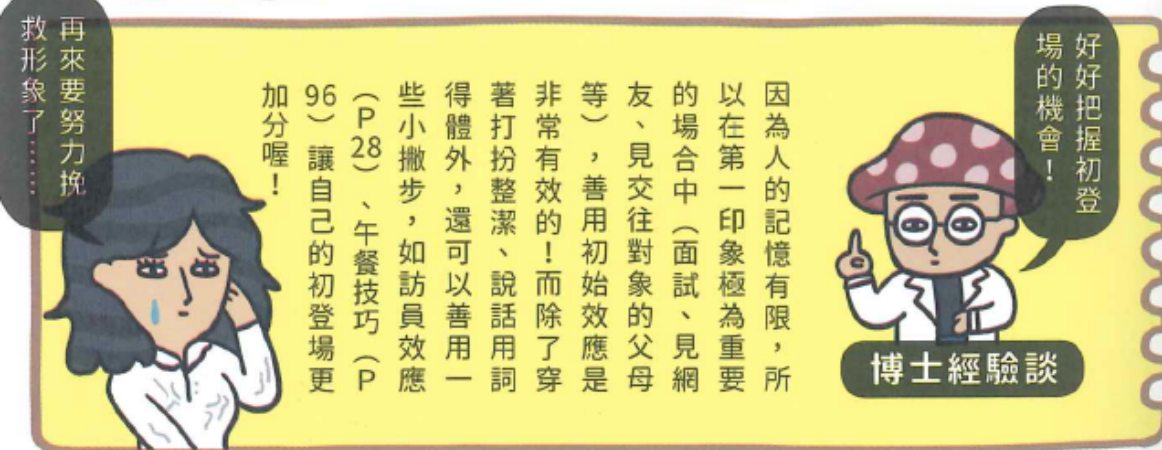 好好把握初登
場的機會！
博士經驗談
因為人的記憶有限，所
以在第一印象極為重要
的場合中（面試、見網
友、見交往對象的父母
等），善用初始效應是
非常有效的！而除了穿
著打扮整潔、說話用詞
得體外，還可以善用一
些小撇步，如訪員效應
（P28）、午餐技巧（P
96）讓自己的初登場更
加分喔！
再來要努力挽
救形象了……